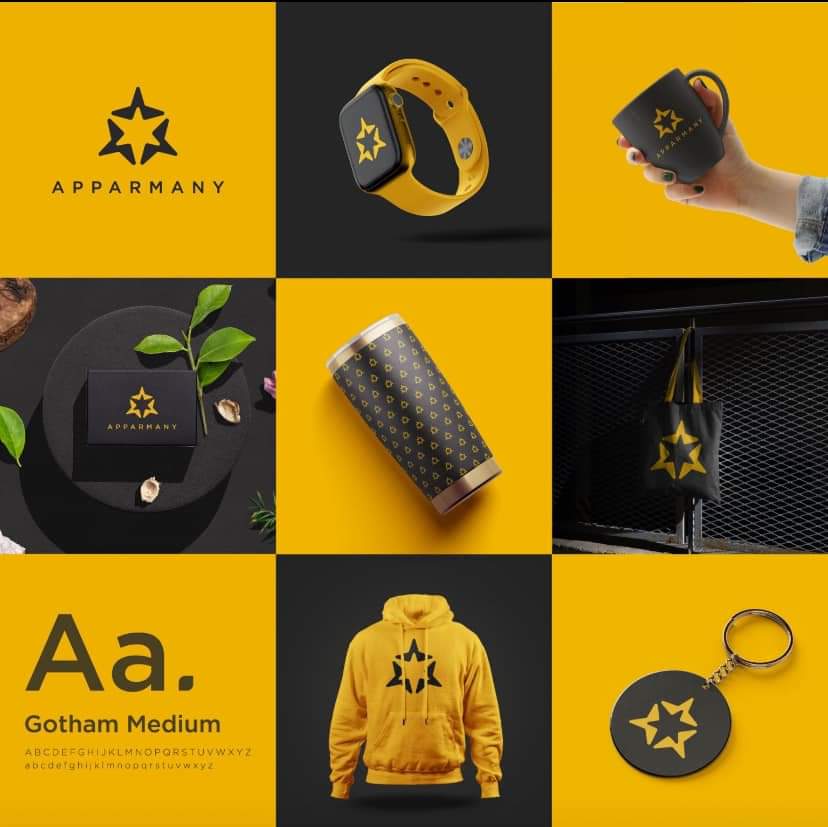 APPARMANY
APPARMANY
APPARMANY
Aa.
Gotham Medium
ABCDEFGHIJKLMNOPQRSTUVWXYZ
abcdefghijklmnopqrstuvwxyz